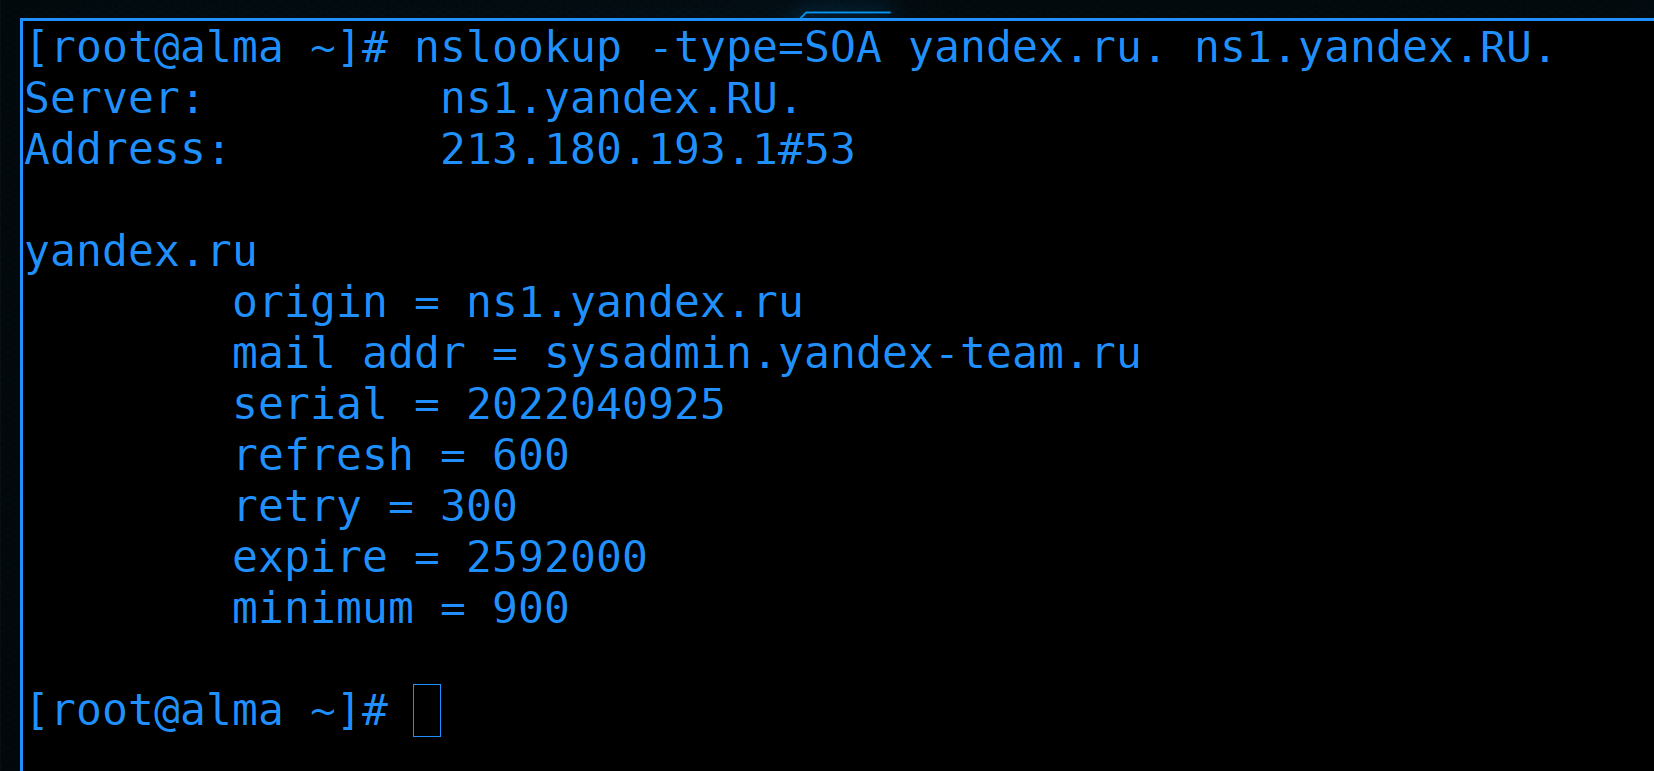 [root@alma ~]# nslookup -type=SOA yandex.ru. ns1.yandex.RU.
Server:         ns1.yandex.RU.
Address:        213.180.193.1#53

yandex.ru
        origin = ns1.yandex.ru
        mail addr = sysadmin.yandex-team.ru
        serial = 2022040925
        refresh = 600
        retry = 300
        expire = 2592000
        minimum = 900

[root@alma ~]#